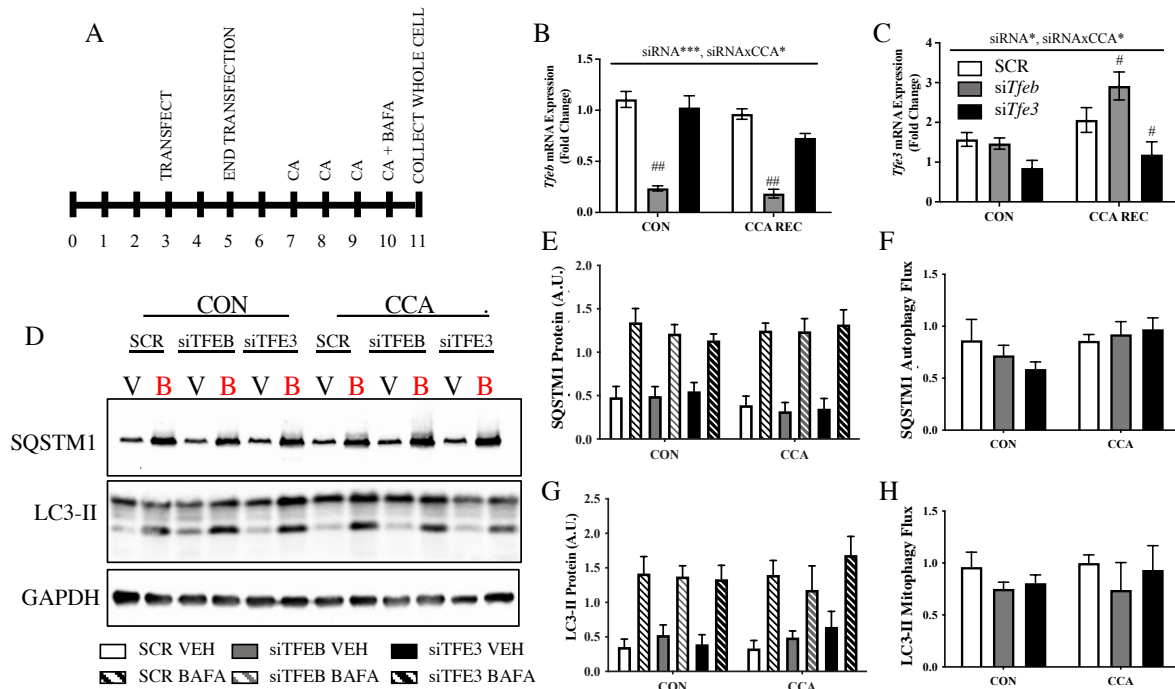 A
TRANSFECT
END TRANSFECTION
CA
CA
CA
CA + BAFA
COLLECT WHOLE CELL
0 1 2 3 4 5 6 7 8 9 10 11
B
siRNA***, siRNAxCCA*
Tfeb mRNA Expression
(Fold Change)
1.5
1.0
0.5
0.0
##
##
CON CCA REC
C
siRNA*, siRNAxCCA*
SCR
siTfeb
siTfe3
Tfe3 mRNA Expression
(Fold Change)
4
3
2
1
0
#
#
CON CCA REC
D
CON CCA .
SCR siTFEB siTFE3 SCR siTFEB siTFE3
V B V B V B V B V B V B
SQSTM1
LC3-II
GAPDH
SCR VEH siTFEB VEH siTFE3 VEH
SCR BAFA siTFEB BAFA siTFE3 BAFA
E
SQSTM1 Protein (A.U.)
2.0
1.5
1.0
0.5
0.0
CON CCA
F
SQSTM1 Autophagy Flux
1.5
1.0
0.5
0.0
CON CCA
G
LC3-II Protein (A.U.)
2.5
2.0
1.5
1.0
0.5
0.0
CON CCA
H
LC3-II Mitophagy Flux
1.5
1.0
0.5
0.0
CON CCA